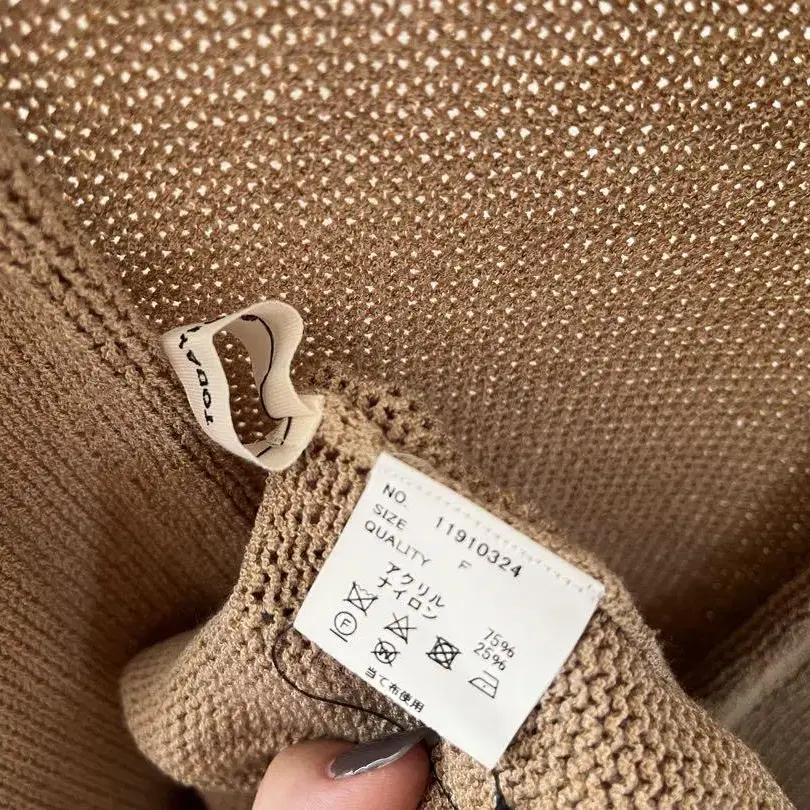 TODAY
NO. 11910324
SIZE F
QUALITY
アクリル 75%
ナイロン 25%
F
W
当て布使用